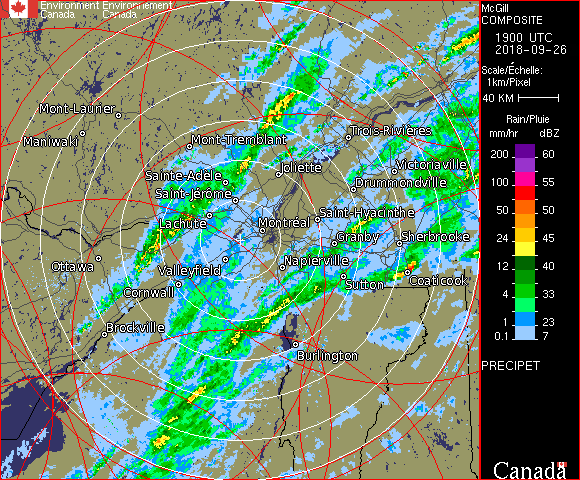 Environment Environnement
Canada Canada
McGill
COMPOSITE
1900 UTC
2018-09-26
Scale/Échelle:
1km/Pixel
40 KM
Rain/Pluie
mm/hr dBZ
200 60
100 55
50 50
24 45
12 40
4 33
2 23
0.1 7
PRECIPET
Canada
Mont-Laurier
Maniwaki
Mont-Tremblant
Trois-Rivières
Joliette
Victoriaville
Sainte-Adèle
Drummondville
Saint-Jérôme
Saint-Hyacinthe
Lachute
Montréal
Granby
Sherbrooke
Ottawa
Valleyfield
Napierville
Cornwall
Sutton
Coaticook
Brockville
Burlington